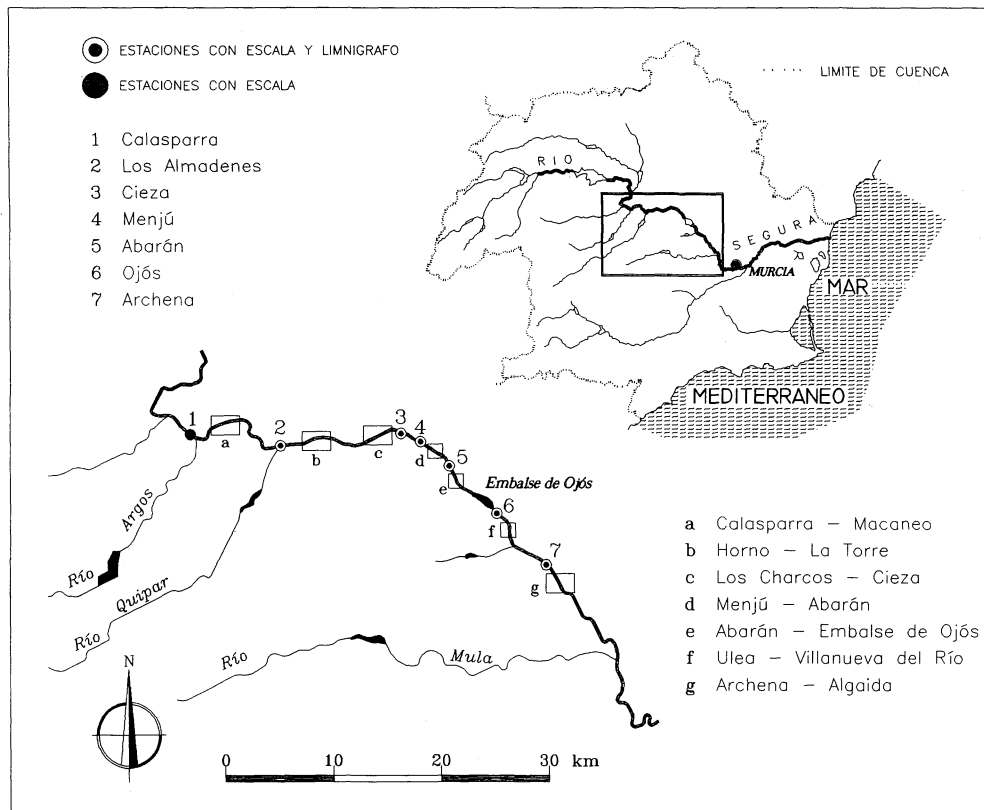 ESTACIONES CON ESCALA Y LIMNIGRAFO
ESTACIONES CON ESCALA
1 Calasparra
2 Los Almadenes
3 Cieza
4 Menjú
5 Abarán
6 Ojós
7 Archena
LIMITE DE CUENCA
RIO
SEGURA
MURCIA
MAR
MEDITERRANEO
1
2
3
4
5
6
7
a
b
c
d
e
f
g
Embalse de Ojós
Río Argos
Río Quipar
Río Mula
N
0 10 20 30 km
a Calasparra – Macaneo
b Horno – La Torre
c Los Charcos – Cieza
d Menjú – Abarán
e Abarán – Embalse de Ojós
f Ulea – Villanueva del Río
g Archena – Algaida